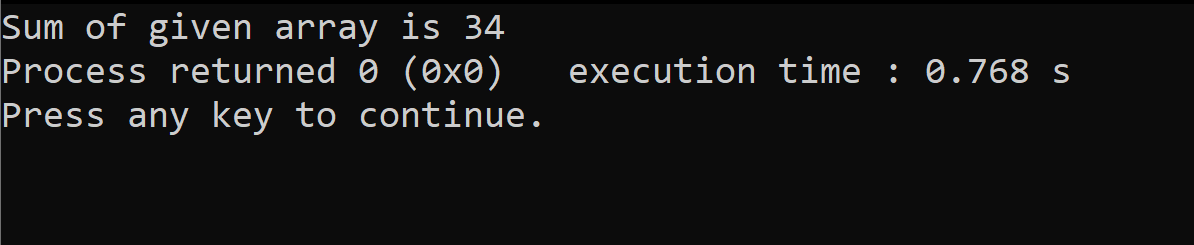 Sum of given array is 34
Process returned 0 (0x0)   execution time : 0.768 s
Press any key to continue.